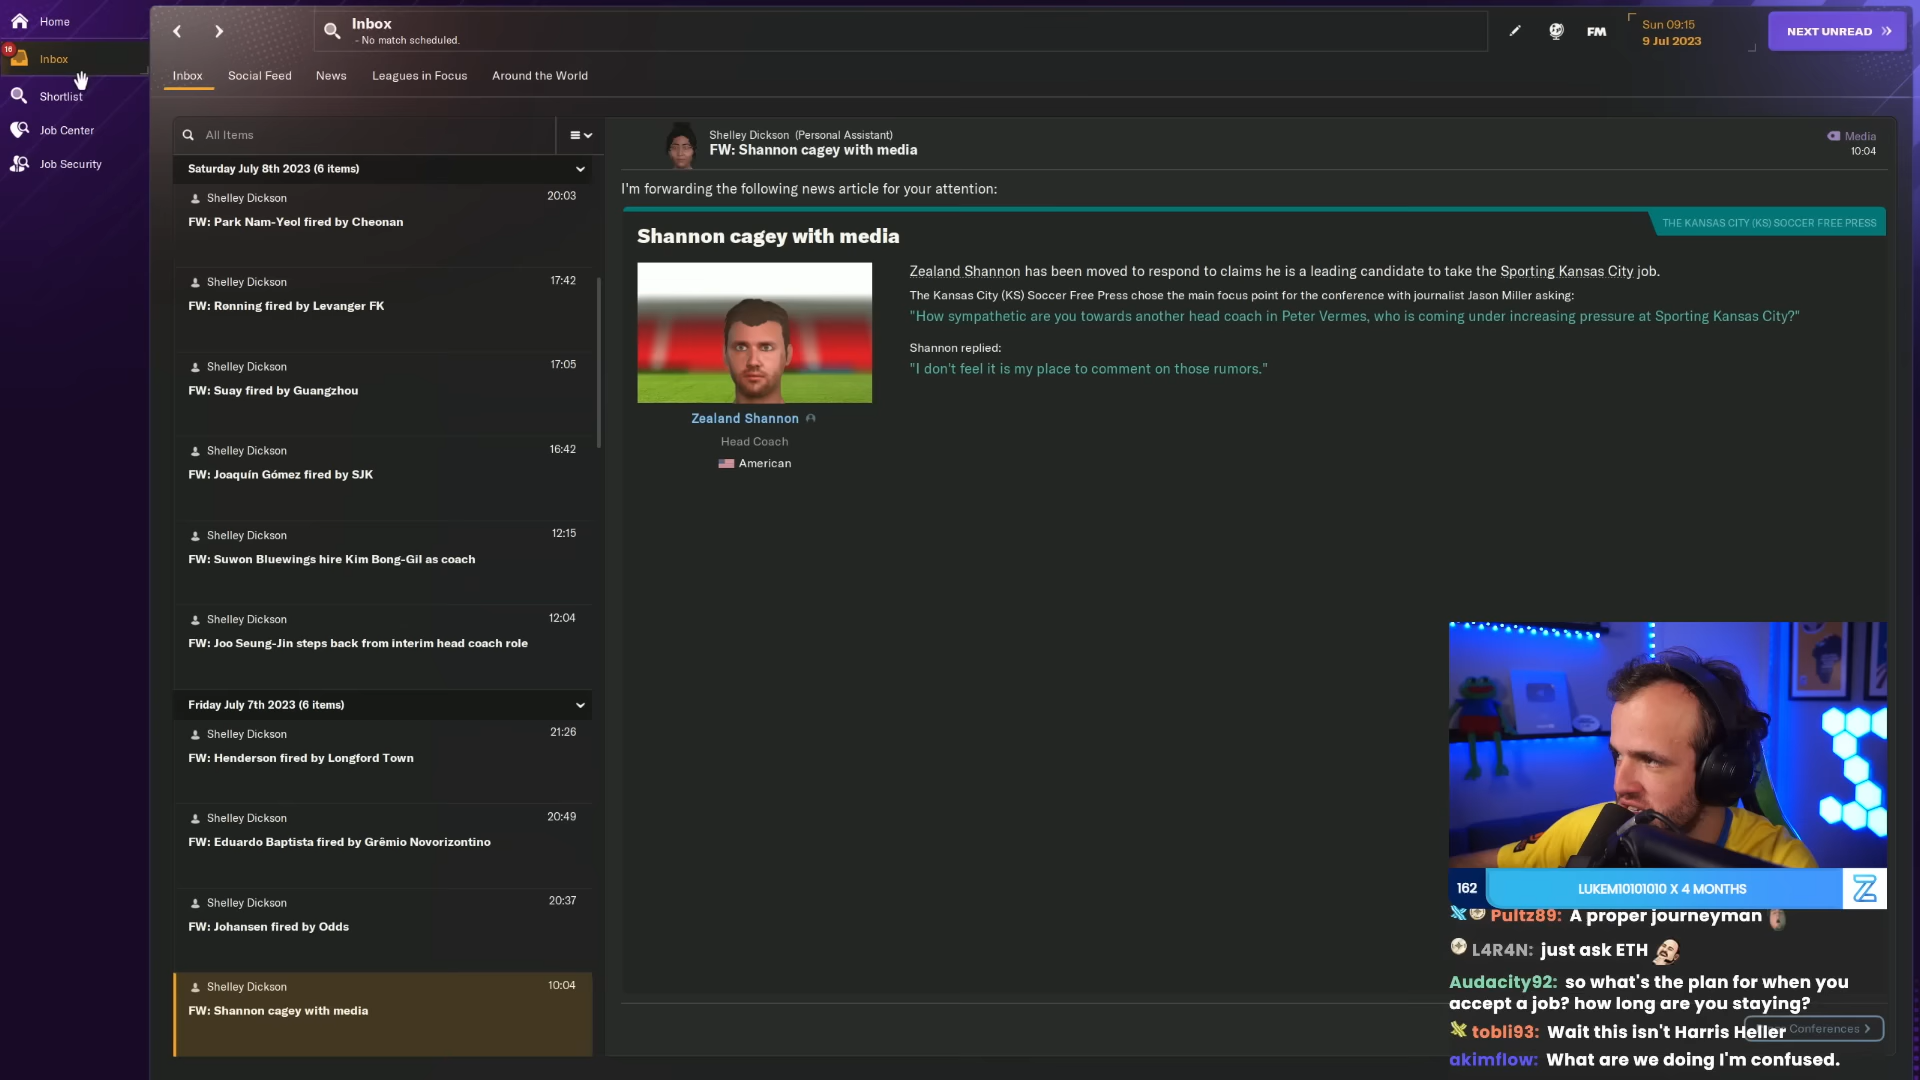 Home
16
Inbox
Shortlist
Job Center
Job Security
Inbox
- No match scheduled.
FM
Sun 09:15
9 Jul 2023
NEXT UNREAD
Inbox
Social Feed
News
Leagues in Focus
Around the World
All Items
Saturday July 8th 2023 (6 items)
Shelley Dickson
20:03
FW: Park Nam-Yeol fired by Cheonan
Shelley Dickson
17:42
FW: Rønning fired by Levanger FK
Shelley Dickson
17:05
FW: Suay fired by Guangzhou
Shelley Dickson
16:42
FW: Joaquín Gómez fired by SJK
Shelley Dickson
12:15
FW: Suwon Bluewings hire Kim Bong-Gil as coach
Shelley Dickson
12:04
FW: Joo Seung-Jin steps back from interim head coach role
Friday July 7th 2023 (6 items)
Shelley Dickson
21:26
FW: Henderson fired by Longford Town
Shelley Dickson
20:49
FW: Eduardo Baptista fired by Grêmio Novorizontino
Shelley Dickson
20:37
FW: Johansen fired by Odds
Shelley Dickson
10:04
FW: Shannon cagey with media
Shelley Dickson (Personal Assistant)
FW: Shannon cagey with media
Media
10:04
I'm forwarding the following news article for your attention:
THE KANSAS CITY (KS) SOCCER FREE PRESS
Shannon cagey with media
Zealand Shannon has been moved to respond to claims he is a leading candidate to take the Sporting Kansas City job.
The Kansas City (KS) Soccer Free Press chose the main focus point for the conference with journalist Jason Miller asking:
"How sympathetic are you towards another head coach in Peter Vermes, who is coming under increasing pressure at Sporting Kansas City?"
Shannon replied:
"I don't feel it is my place to comment on those rumors."
Zealand Shannon
Head Coach
American
162
LUKEM10101010 X 4 MONTHS
Z
Pultz89: A proper journeyman
L4R4N: just ask ETH
Audacity92: so what's the plan for when you
accept a job? how long are you staying?
tobli93: Wait this isn't Harris Heller
Conferences
akimflow: What are we doing I'm confused.